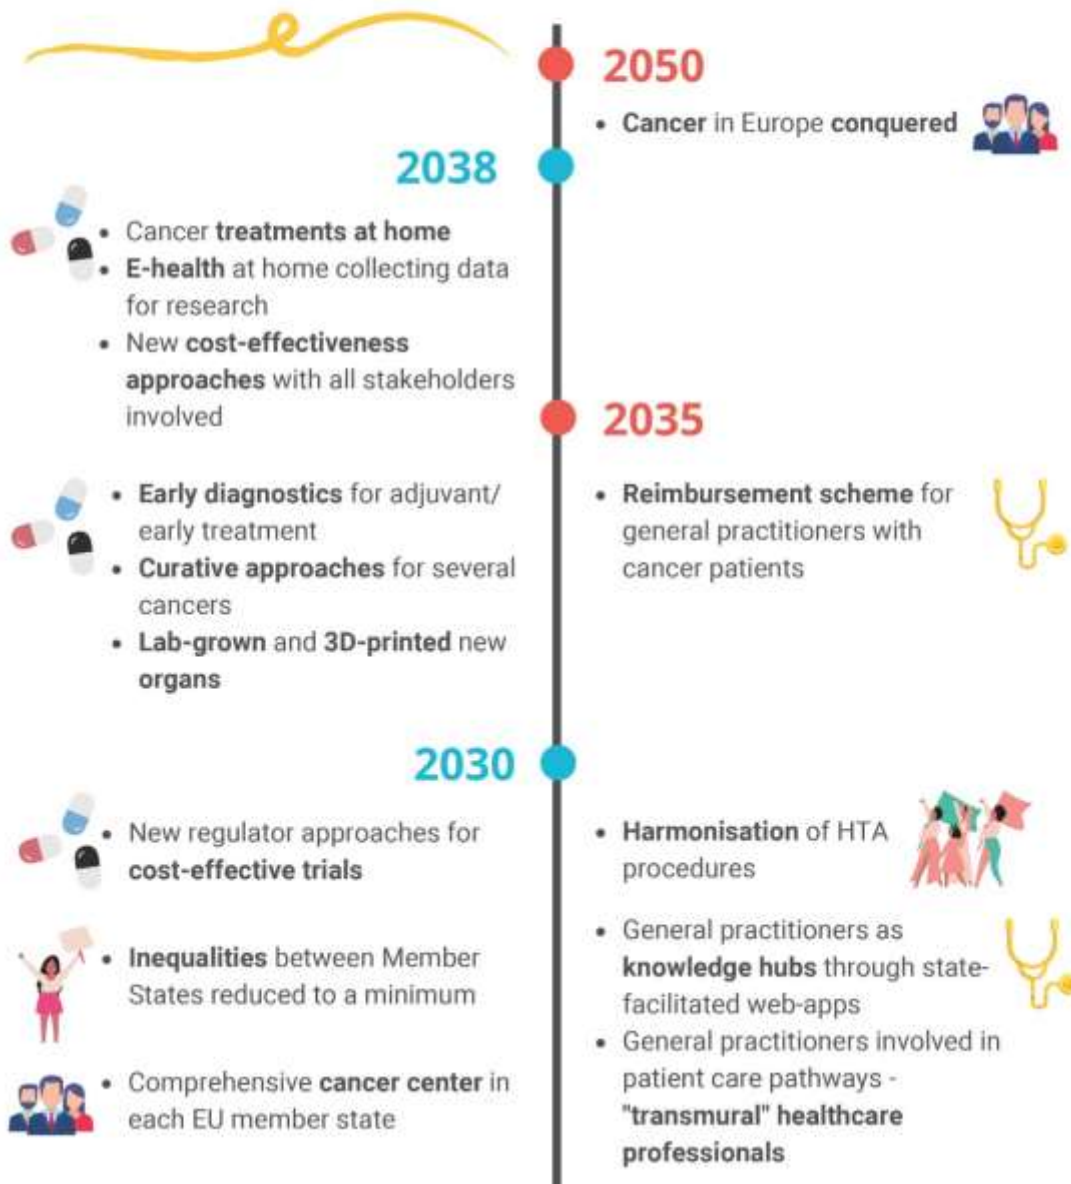 2050
• Cancer in Europe conquered
2038
• Cancer treatments at home
• E-health at home collecting data
for research
• New cost-effectiveness
approaches with all stakeholders
involved
2035
• Early diagnostics for adjuvant/
early treatment
• Curative approaches for several
cancers
• Lab-grown and 3D-printed new
organs
• Reimbursement scheme for
general practitioners with
cancer patients
2030
• New regulator approaches for
cost-effective trials
• Inequalities between Member
States reduced to a minimum
• Comprehensive cancer center in
each EU member state
• Harmonisation of HTA
procedures
• General practitioners as
knowledge hubs through state-
facilitated web-apps
• General practitioners involved in
patient care pathways -
"transmural" healthcare
professionals